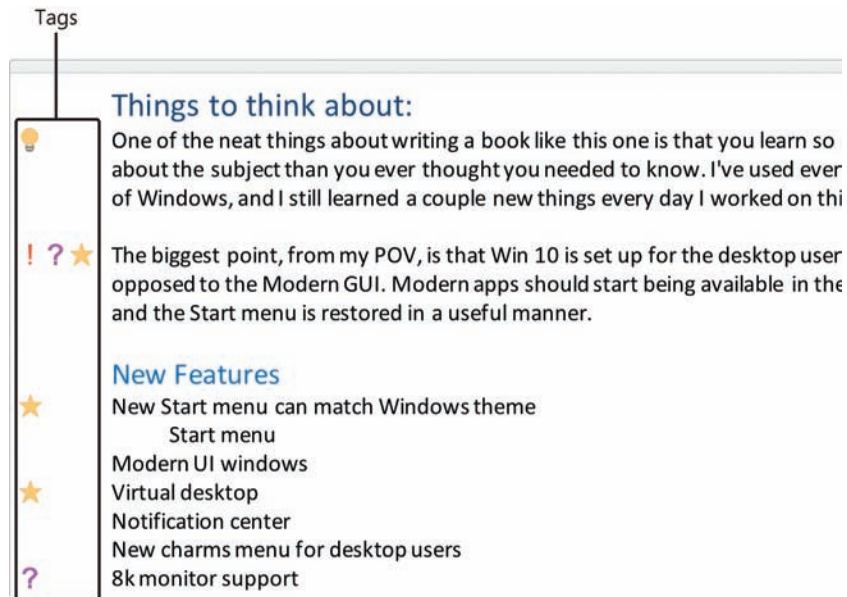 Tags
Things to think about:
One of the neat things about writing a book like this one is that you learn so
about the subject than you ever thought you needed to know. I've used ever
of Windows, and I still learned a couple new things every day I worked on thi
! ? The biggest point, from my POV, is that Win 10 is set up for the desktop user
opposed to the Modern GUI. Modern apps should start being available in the
and the Start menu is restored in a useful manner.
New Features
New Start menu can match Windows theme
Start menu
Modern UI windows
Virtual desktop
Notification center
New charms menu for desktop users
? 8k monitor support